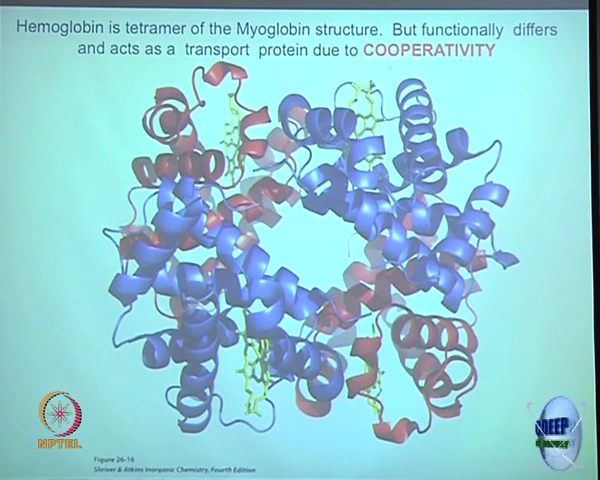 Hemoglobin is tetramer of the Myoglobin structure. But functionally differs
and acts as a transport protein due to COOPERATIVITY
NPTEL
Figure 26-16
Shriver & Atkins Inorganic Chemistry, Fourth Edition